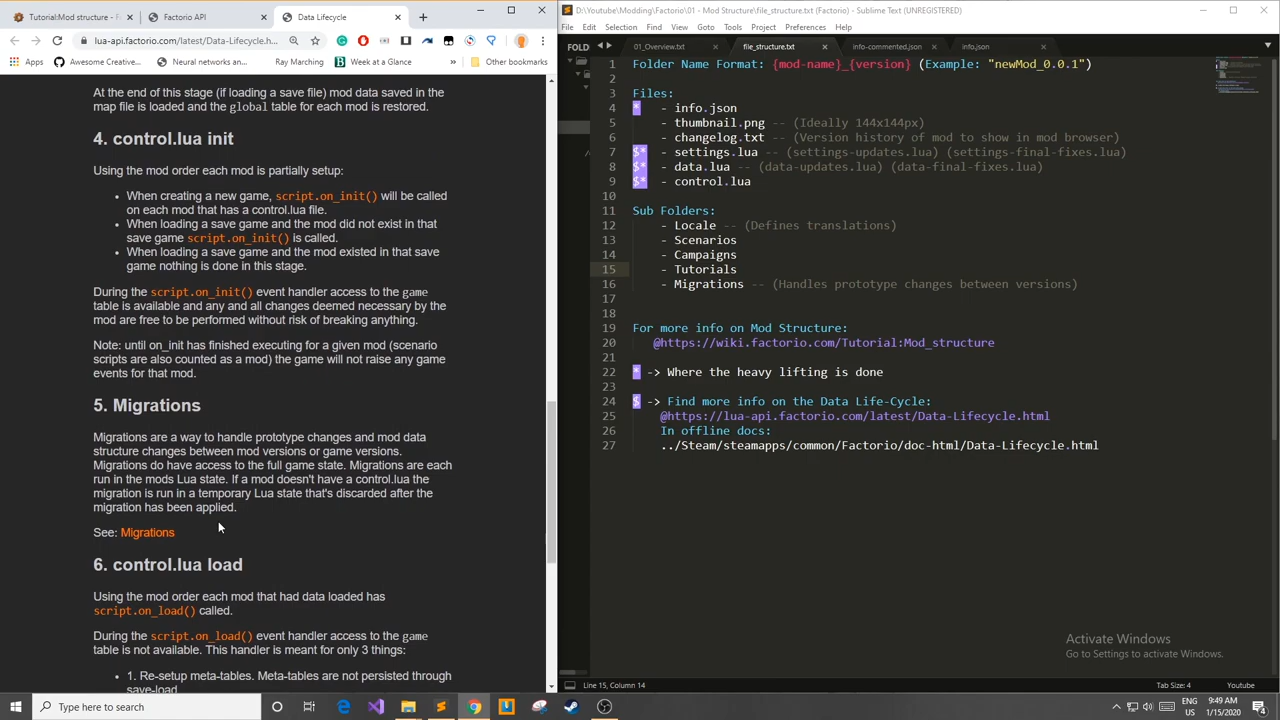 Tutorial:Mod structure -
Factorio API
Data Lifecycle
lua-api.factorio.com/latest/Data-Lifecycle.h...
Apps
Awesome Creative...
Neural networks an...
Ray Marching
Week at a Glance
»
Other bookmarks
At the end of this stage (if loading a save file) mod data saved in the
map file is loaded and the global table for each mod is restored.
4. control.lua init
Using the mod order each mod is partially setup:
• When creating a new game, script.on_init() will be called
on each mod that has a control.lua file.
• When loading a save game and the mod did not exist in that
save game script.on_init() is called.
• When loading a save game and the mod existed in that save
game nothing is done in this stage.
During the script.on_init() event handler access to the game
table is available and any and all changes deemed necessary by the
mod are free to be performed without risk of breaking anything.
Note: until on_init has finished executing for a given mod (scenario
scripts are also counted as a mod) the game will not raise any game
events for that mod.
5. Migrations
Migrations are a way to handle prototype changes and mod data
structure changes between mod versions or game versions.
Migrations do have access to the full game state. Migrations are each
run in the mods Lua state. If a mod doesn't have a control.lua the
migration is run in a temporary Lua state that's discarded after the
migration has been applied.
See: Migrations
6. control.lua load
Using the mod order each mod that had data loaded has
script.on_load() called.
During the script.on_load() event handler access to the game
table is not available. This handler is meant for only 3 things:
• 1. Re-setup meta-tables. Meta-tables are not persisted through
save-load
D:\Youtube\Modding\Factorio\01 - Mod Structure\file_structure.txt (Factorio) - Sublime Text (UNREGISTERED)
File Edit Selection Find View Goto Tools Project Preferences Help
FOLD
01_Overview.txt
file_structure.txt
info-commented.json
info.json
1 Folder Name Format: {mod-name}_{version} (Example: "newMod_0.0.1")
2
3 Files:
4 * - info.json
5 - thumbnail.png -- (Ideally 144x144px)
6 - changelog.txt -- (Version history of mod to show in mod browser)
7 $* - settings.lua -- (settings-updates.lua) (settings-final-fixes.lua)
8 $* - data.lua -- (data-updates.lua) (data-final-fixes.lua)
9 $* - control.lua
10
11 Sub Folders:
12 - Locale -- (Defines translations)
13 - Scenarios
14 - Campaigns
15 - Tutorials
16 - Migrations -- (Handles prototype changes between versions)
17
18
19 For more info on Mod Structure:
20 @https://wiki.factorio.com/Tutorial:Mod_structure
21
22 * -> Where the heavy lifting is done
23
24 $ -> Find more info on the Data Life-Cycle:
25 @https://lua-api.factorio.com/latest/Data-Lifecycle.html
26 In offline docs:
27 ../Steam/steamapps/common/Factorio/doc-html/Data-Lifecycle.html
Activate Windows
Go to Settings to activate Windows.
Line 15, Column 14
Tab Size: 4
Youtube
Type here to search
ENG
US
9:49 AM
1/15/2020
4